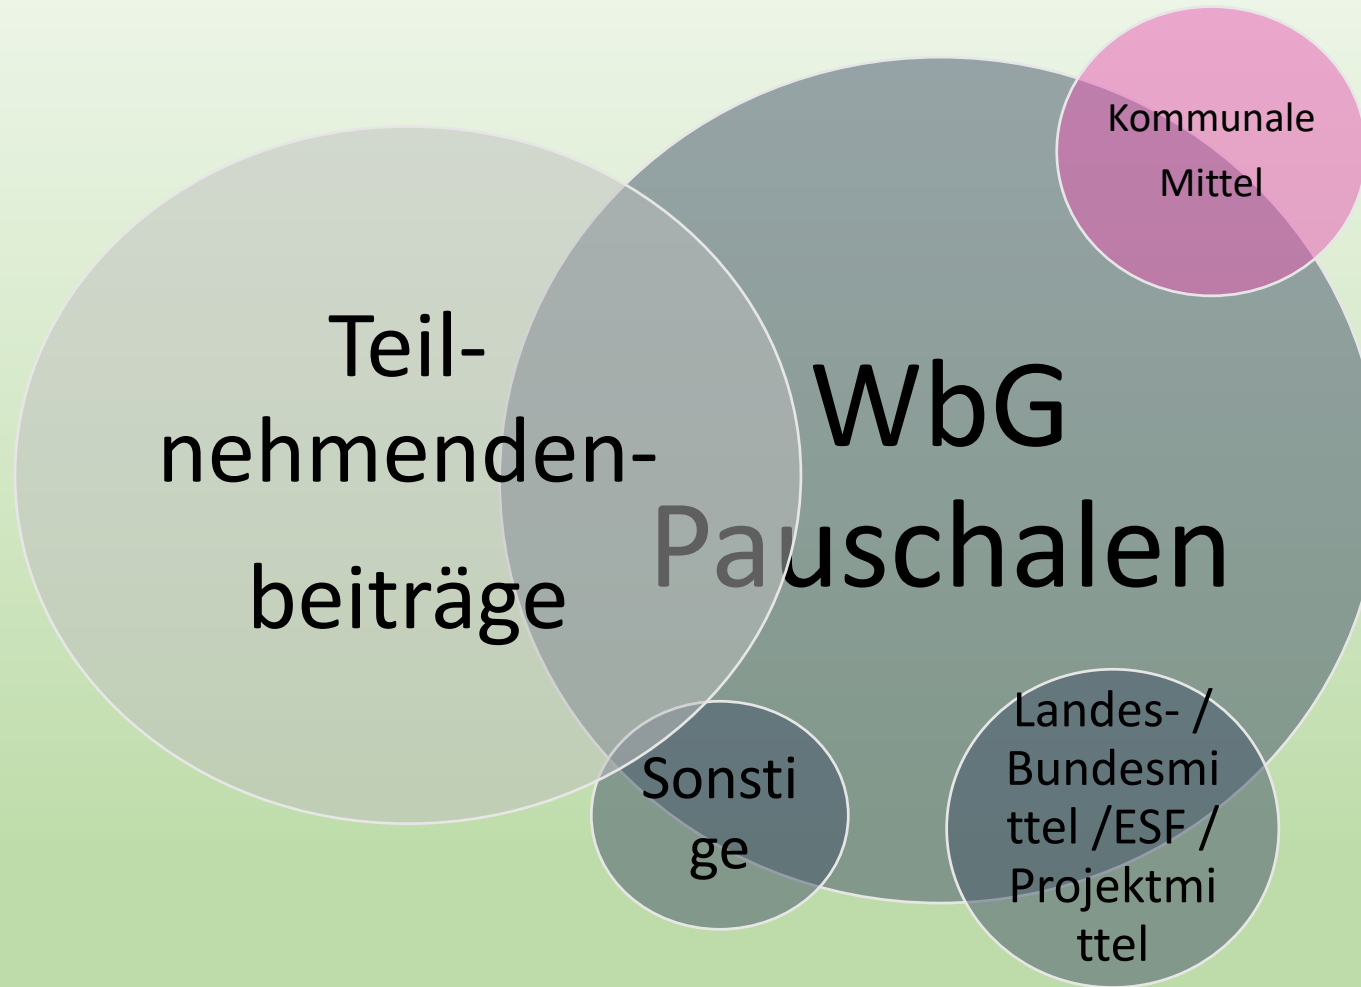 Teil-
nehmenden-
beiträge
WbG
Pauschalen
Kommunale
Mittel
Sonsti
ge
Landes- /
Bundesmi
ttel /ESF /
Projektmi
ttel